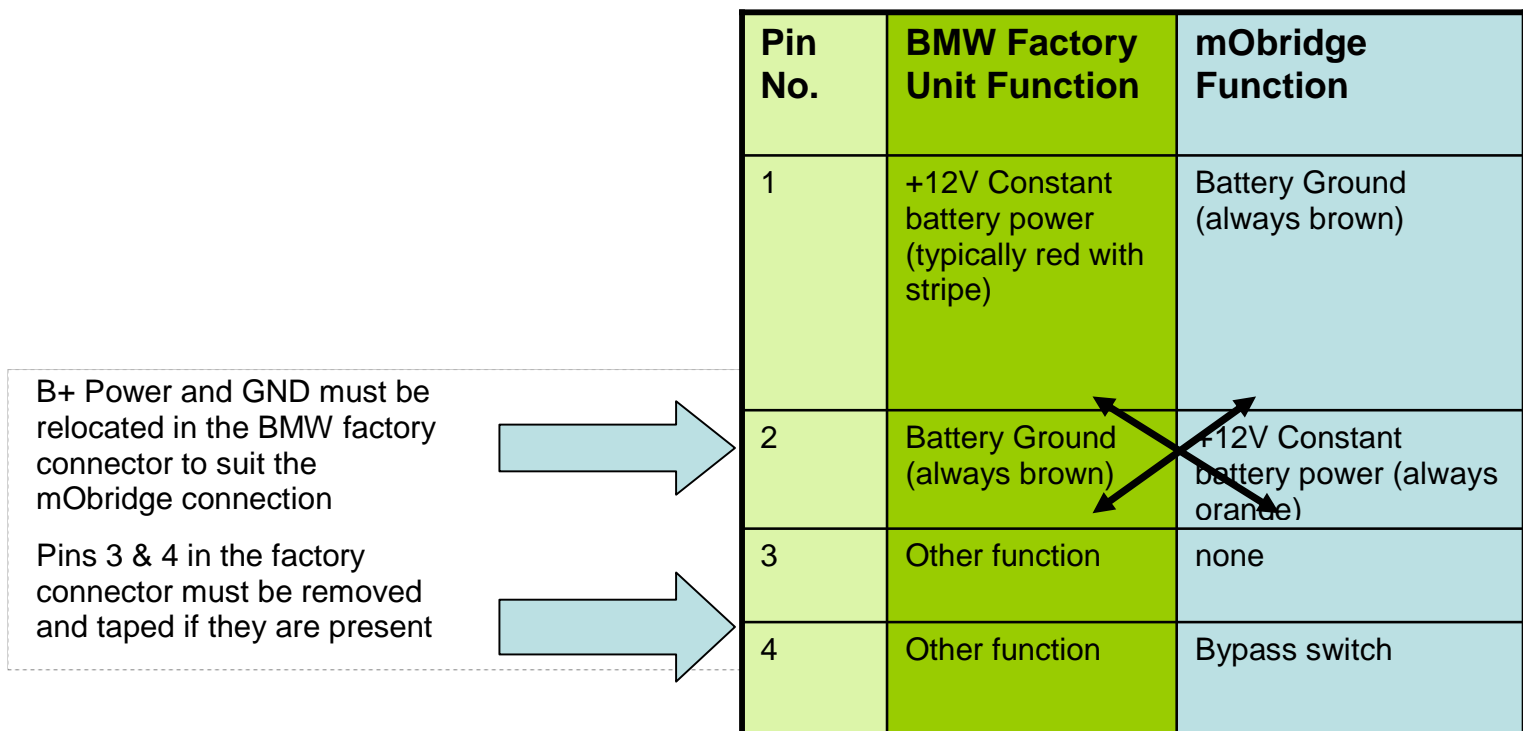 Pin No.
BMW Factory Unit Function
mObridge Function
1
+12V Constant
battery power
(typically red with
stripe)
Battery Ground
(always brown)
B+ Power and GND must be
relocated in the BMW factory
connector to suit the
mObridge connection
2
Battery Ground
(always brown)
+12V Constant
battery power (always
orange)
Pins 3 & 4 in the factory
connector must be removed
and taped if they are present
3
Other function
none
4
Other function
Bypass switch